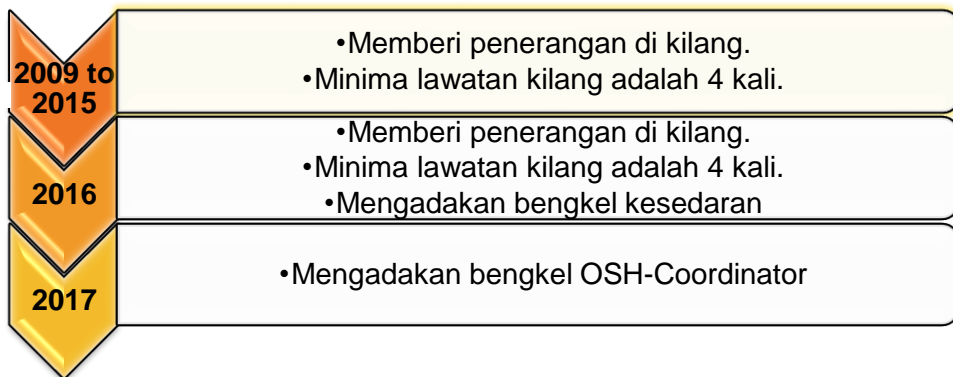 2009 to
2015
•Memberi penerangan di kilang.
•Minima lawatan kilang adalah 4 kali.
2016
•Memberi penerangan di kilang.
•Minima lawatan kilang adalah 4 kali.
•Mengadakan bengkel kesedaran
2017
•Mengadakan bengkel OSH-Coordinator